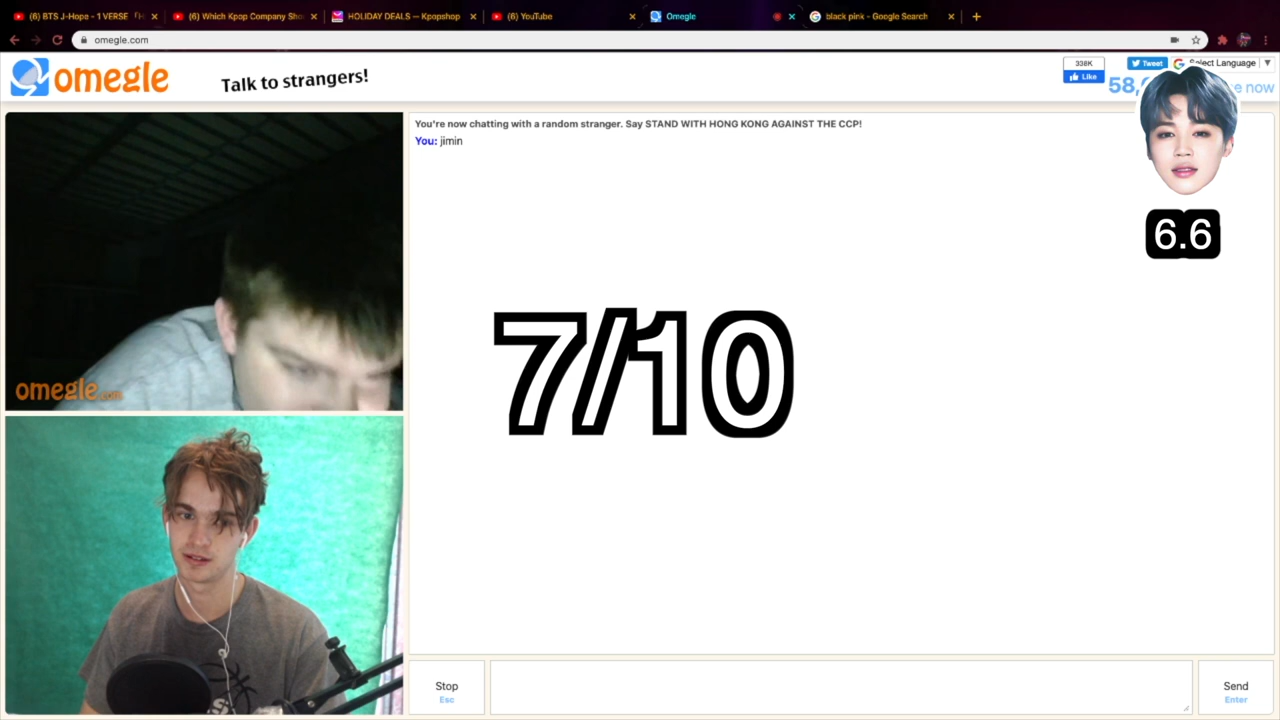 (6) BTS J-Hope - 1 VERSE
(6) Which Kpop Company Sho
HOLIDAY DEALS — Kpopshop
(6) YouTube
Omegle
black pink - Google Search
omegle.com
omegle
Talk to strangers!
338K
Like
Tweet
Select Language
58,
e now
You're now chatting with a random stranger. Say STAND WITH HONG KONG AGAINST THE CCP!
You: jimin
6.6
7/10
omegle.com
Stop
Esc
Send
Enter